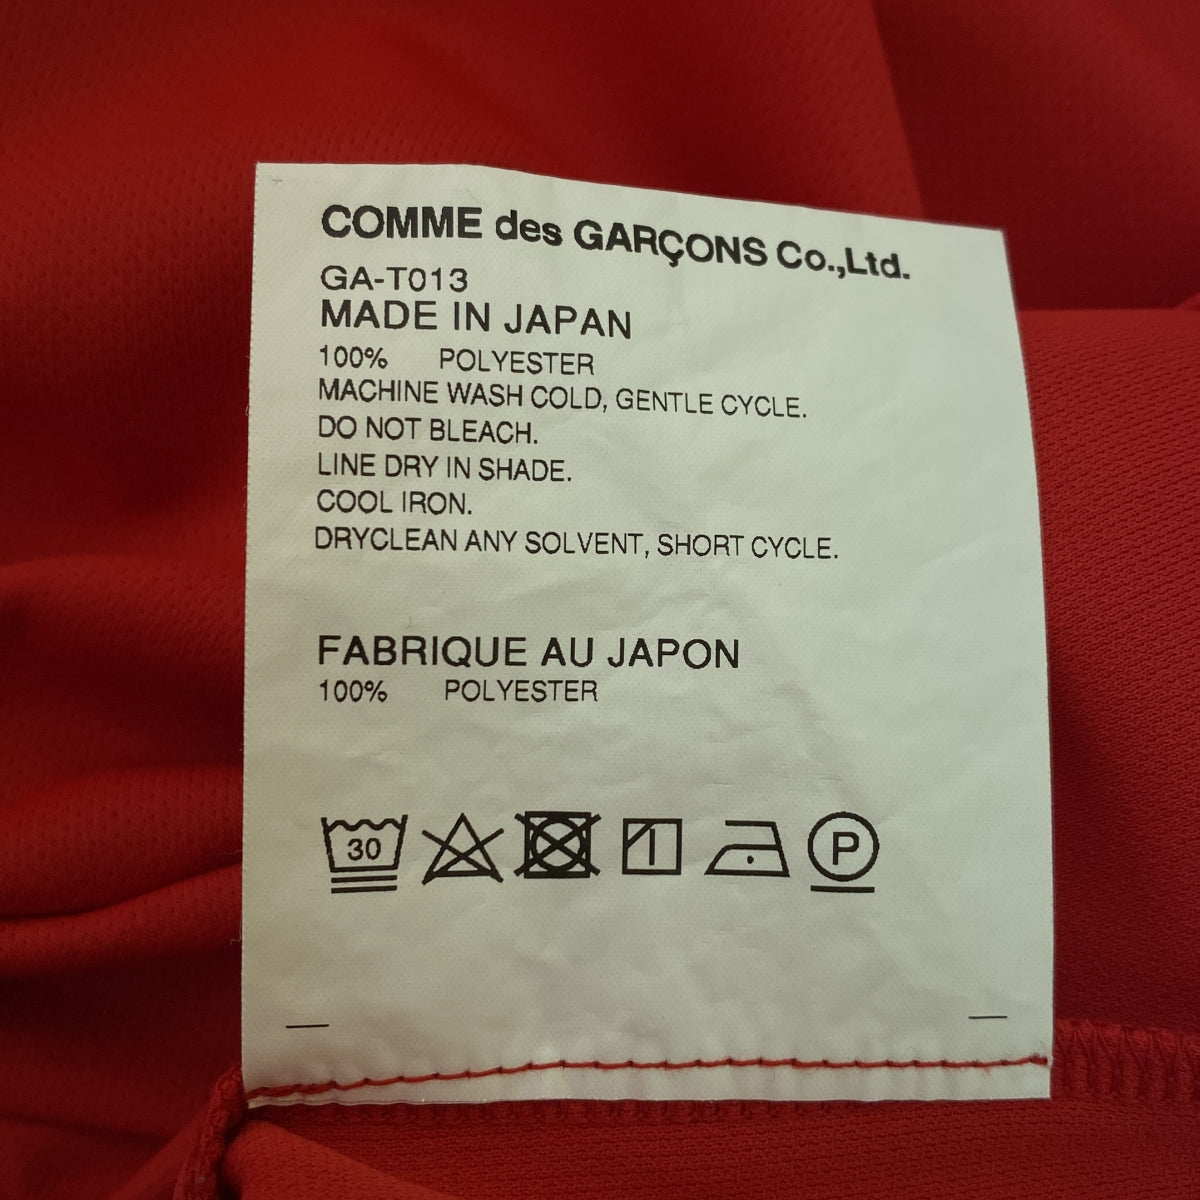 COMME des GARÇONS Co.,Ltd.
GA-T013
MADE IN JAPAN
100% POLYESTER
MACHINE WASH COLD, GENTLE CYCLE.
DO NOT BLEACH.
LINE DRY IN SHADE.
COOL IRON.
DRYCLEAN ANY SOLVENT, SHORT CYCLE.
FABRIQUE AU JAPON
100% POLYESTER
30 P